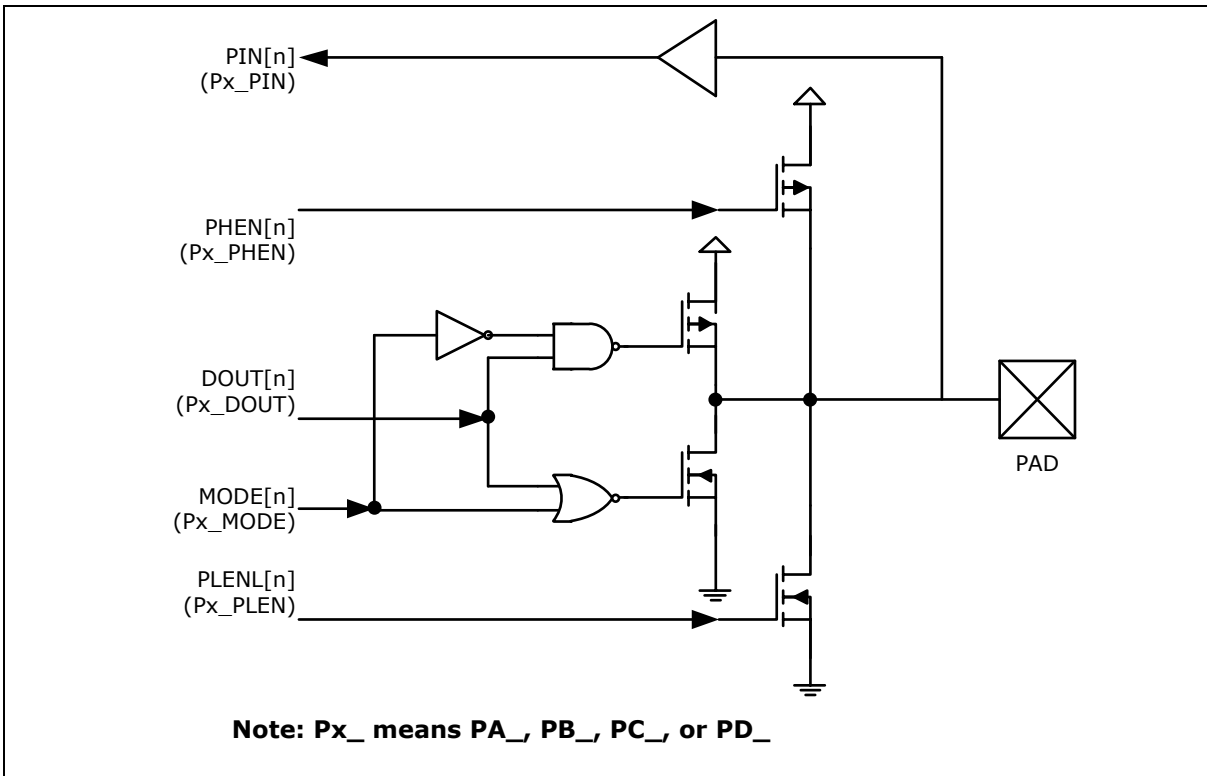 PIN[n]
(Px_PIN)
PHEN[n]
(Px_PHEN)
DOUT[n]
(Px_DOUT)
MODE[n]
(Px_MODE)
PLENL[n]
(Px_PLEN)
PAD
Note: Px_ means PA_, PB_, PC_, or PD_